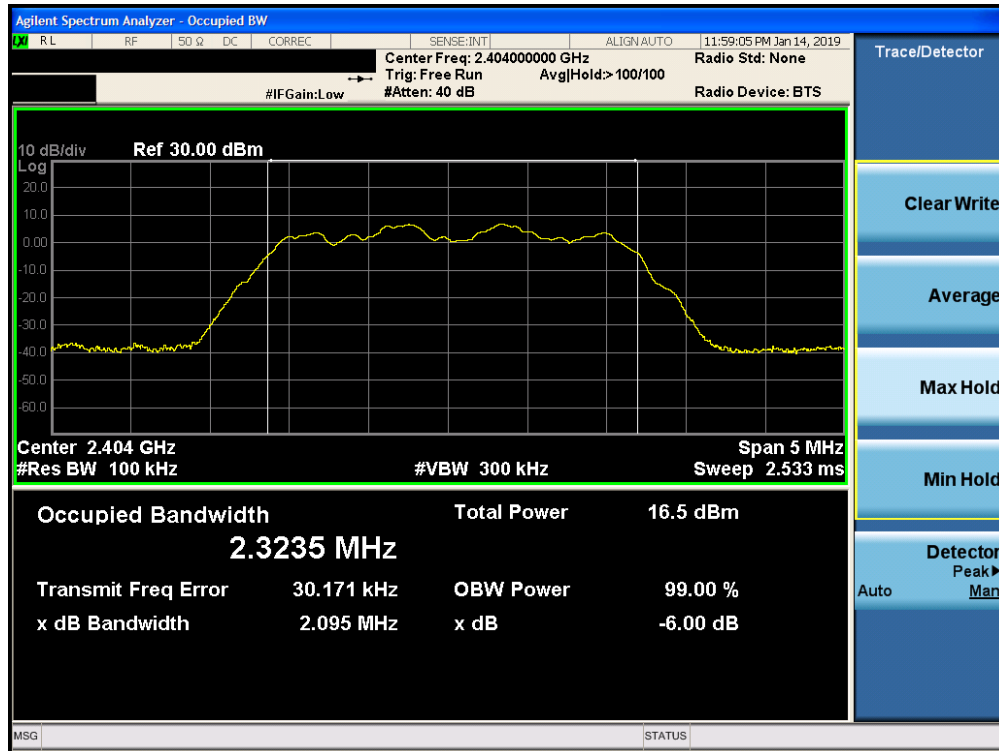 Agilent Spectrum Analyzer - Occupied BW
LXI RL RF 50 Ω DC CORREC SENSE:INT ALIGN AUTO 11:59:05 PM Jan 14, 2019
Center Freq: 2.404000000 GHz Radio Std: None
Trig: Free Run Avg|Hold:> 100/100
#IFGain:Low #Atten: 40 dB Radio Device: BTS
10 dB/div Ref 30.00 dBm
Log
20.0
10.0
0.00
-10.0
-20.0
-30.0
-40.0
-50.0
-60.0
Center 2.404 GHz Span 5 MHz
#Res BW 100 kHz #VBW 300 kHz Sweep 2.533 ms
Occupied Bandwidth Total Power 16.5 dBm
2.3235 MHz
Transmit Freq Error 30.171 kHz OBW Power 99.00 %
x dB Bandwidth 2.095 MHz x dB -6.00 dB
MSG STATUS
Trace/Detector
Clear Write
Average
Max Hold
Min Hold
Detector
Peak▶
Auto Man